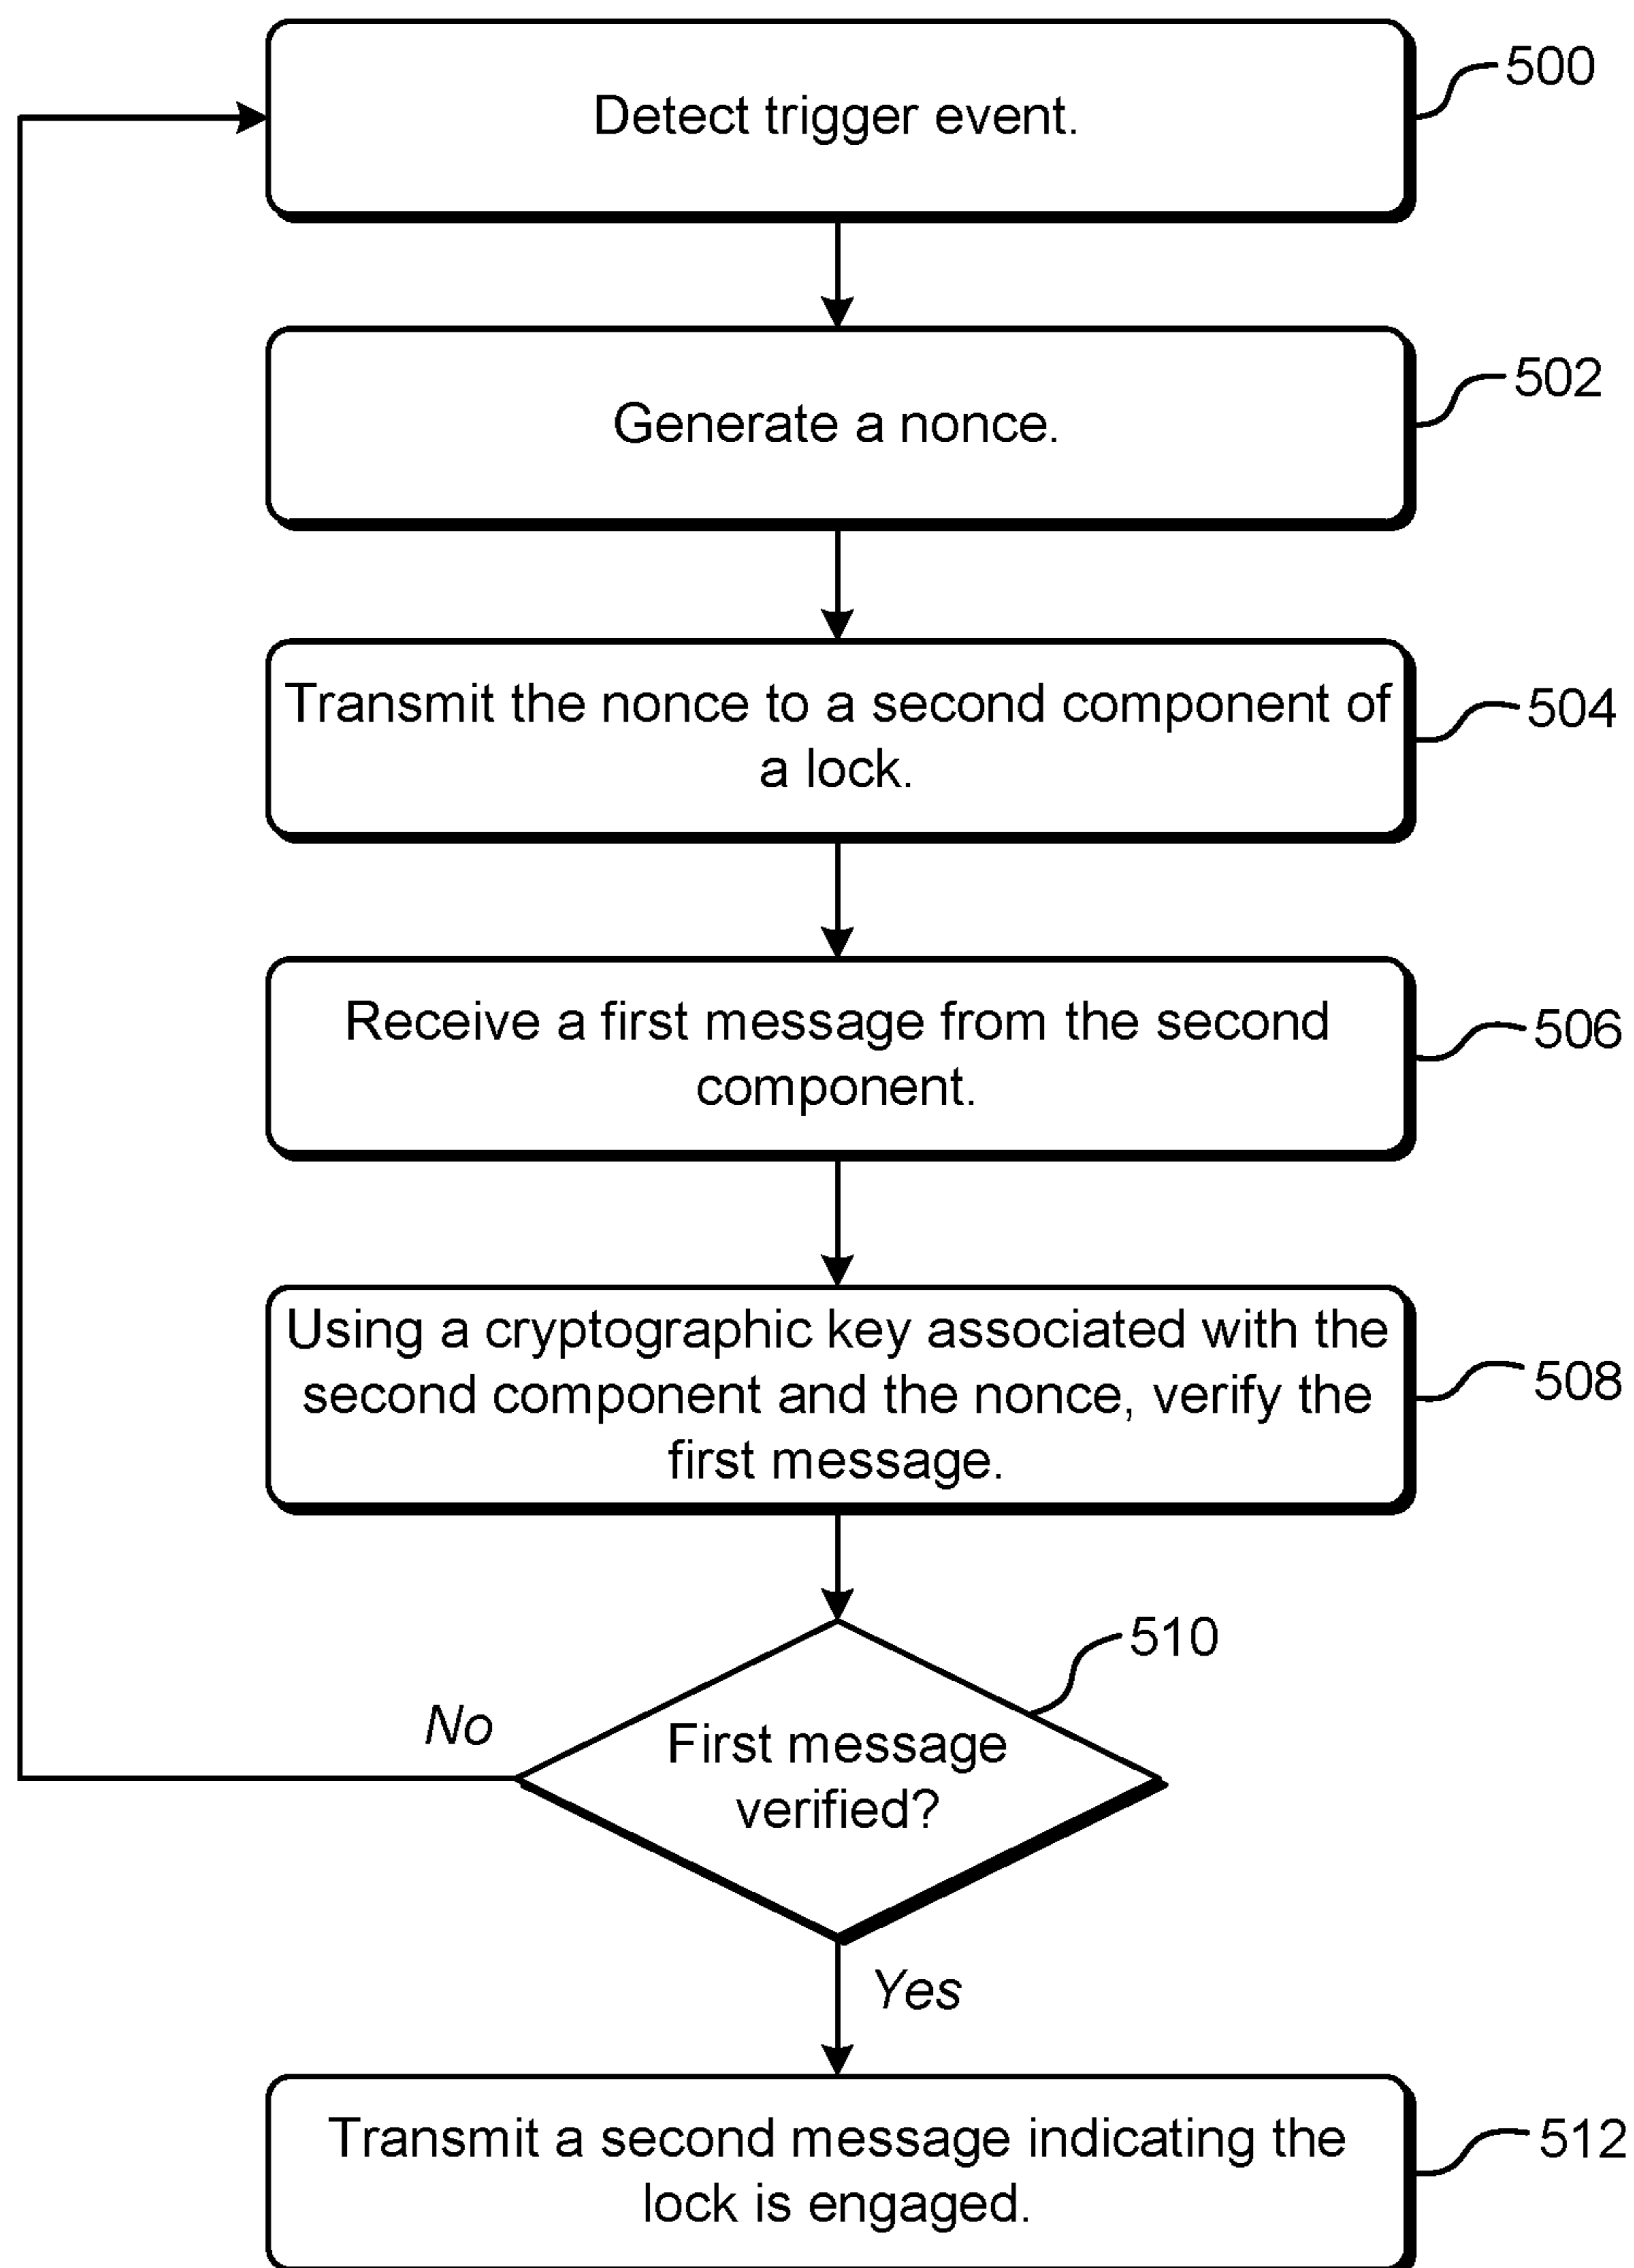 Detect trigger event.
500
Generate a nonce.
502
Transmit the nonce to a second component of
a lock.
504
Receive a first message from the second
component.
506
Using a cryptographic key associated with the
second component and the nonce, verify the
first message.
508
510
No
First message
verified?
Yes
Transmit a second message indicating the
lock is engaged.
512